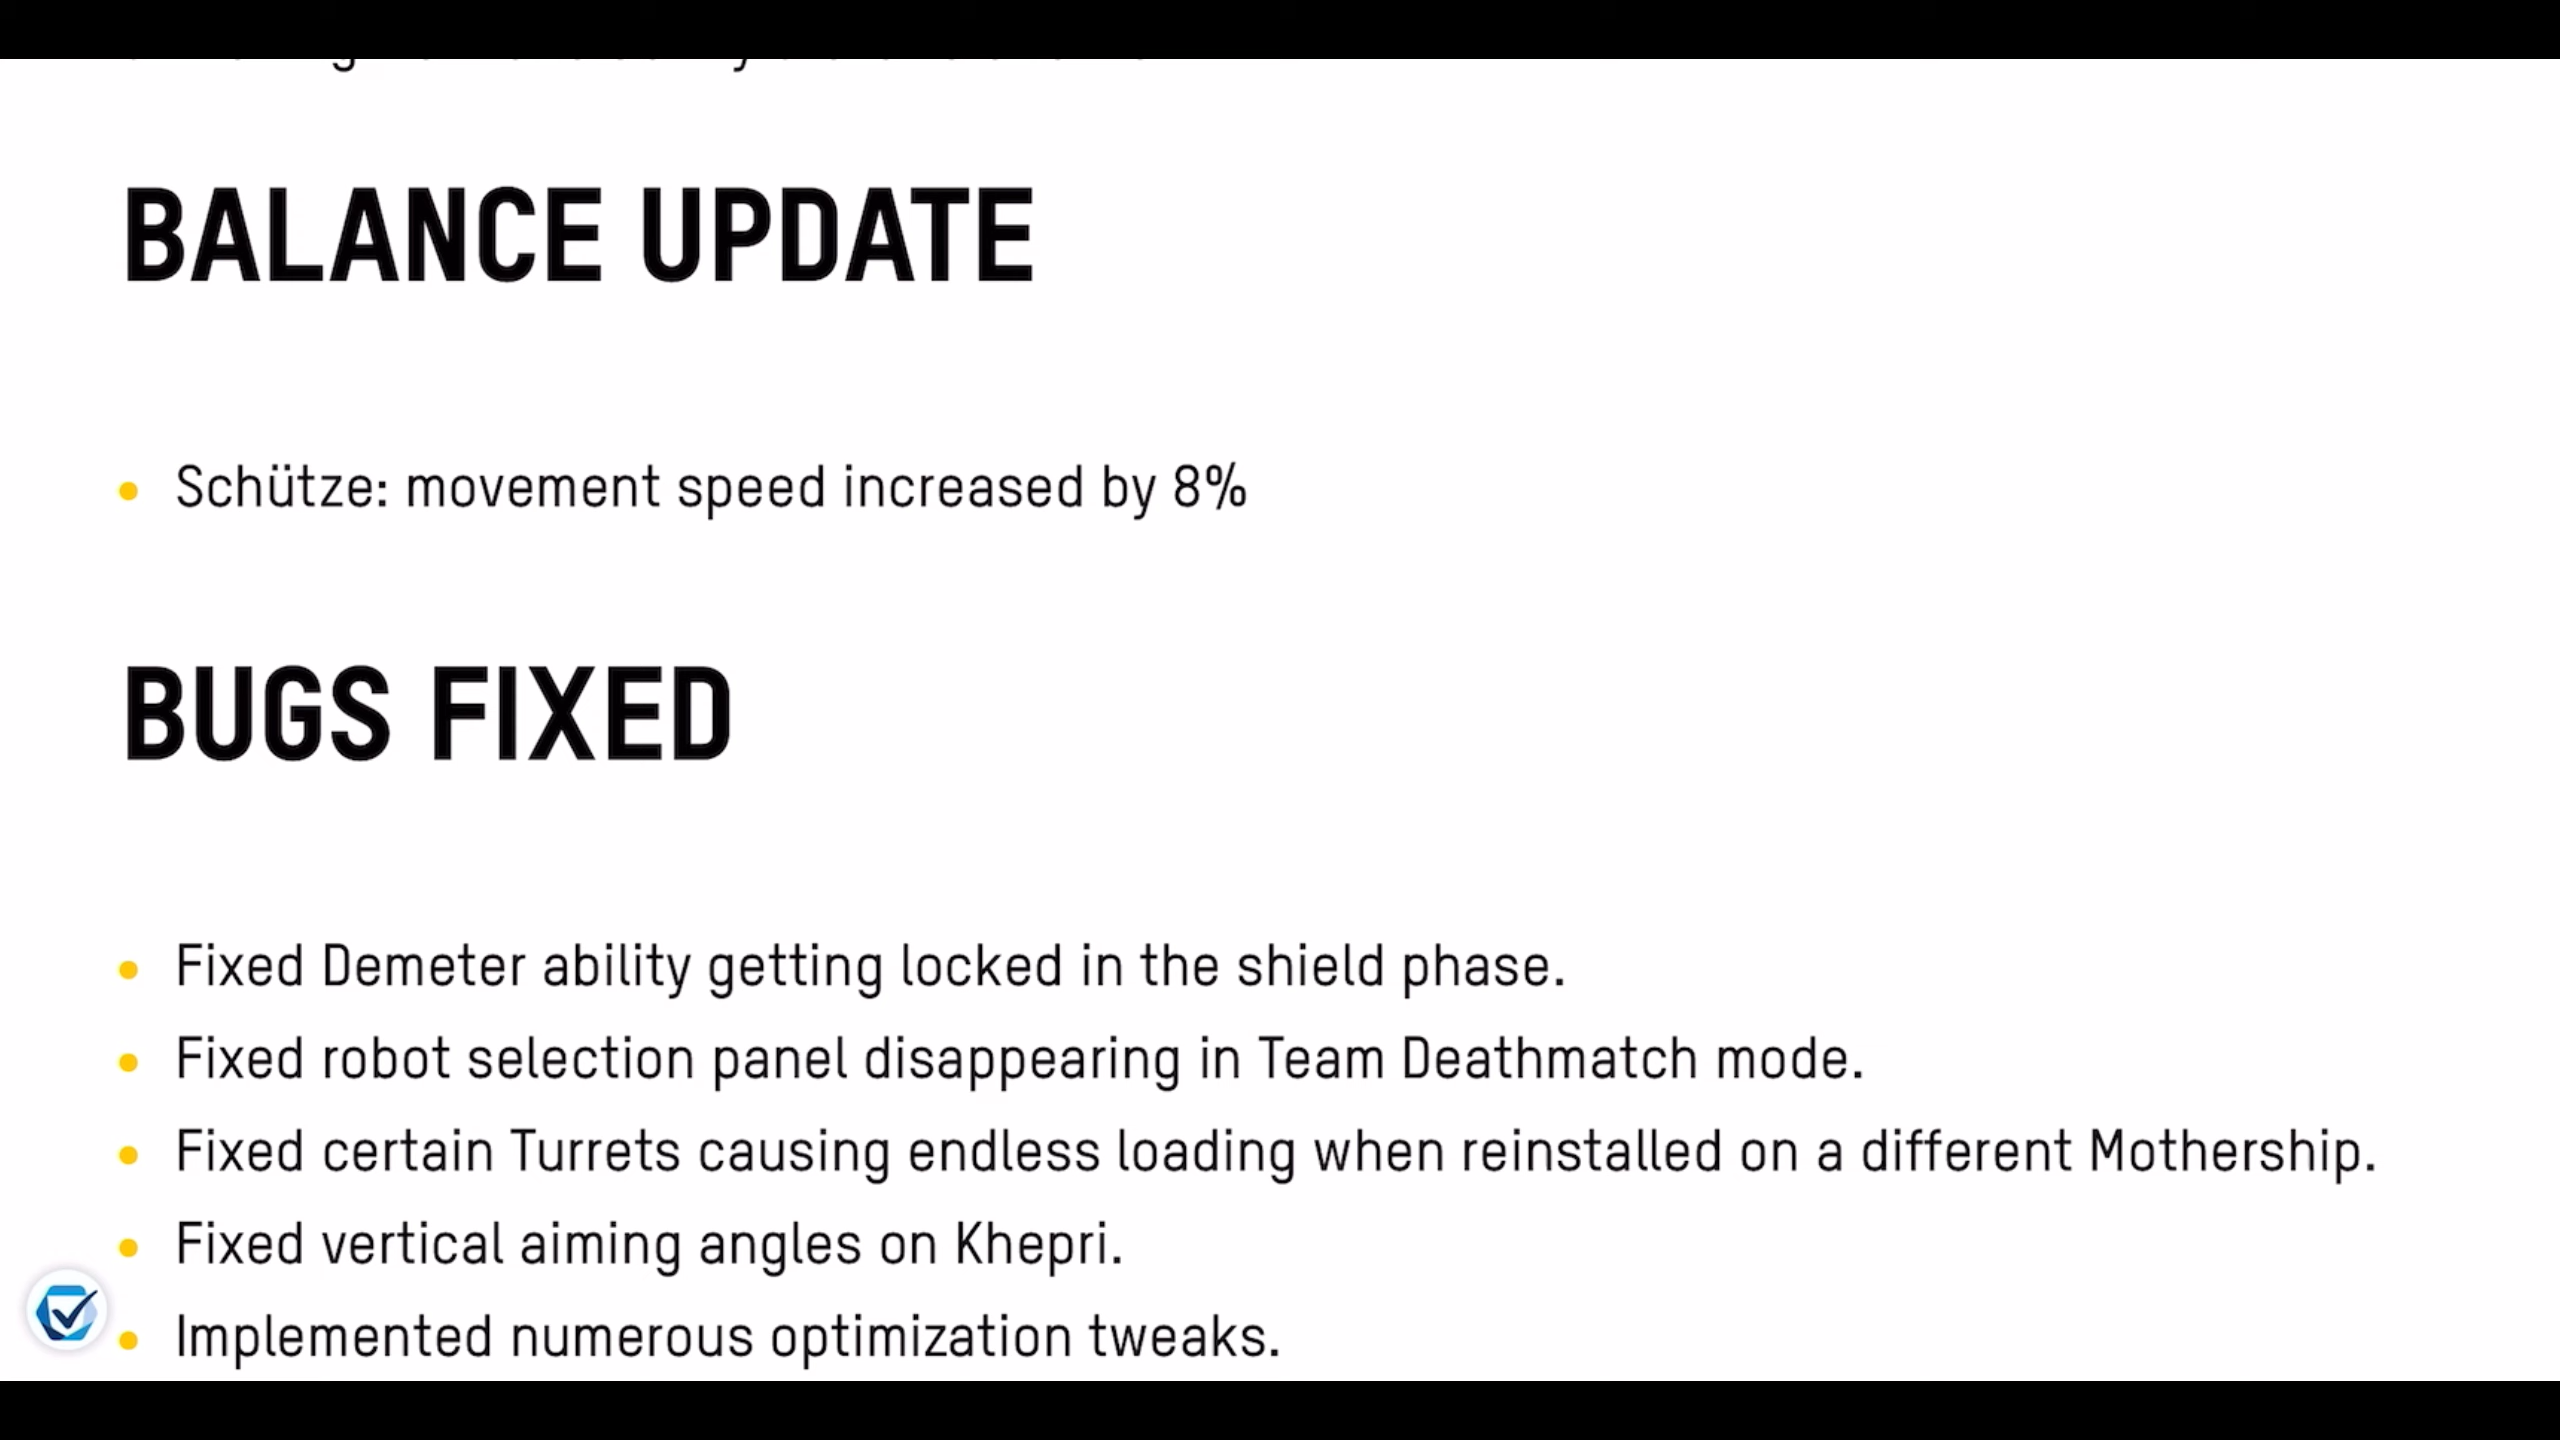 BALANCE UPDATE
• Schütze: movement speed increased by 8%
BUGS FIXED
• Fixed Demeter ability getting locked in the shield phase.
• Fixed robot selection panel disappearing in Team Deathmatch mode.
• Fixed certain Turrets causing endless loading when reinstalled on a different Mothership.
• Fixed vertical aiming angles on Khepri.
• Implemented numerous optimization tweaks.